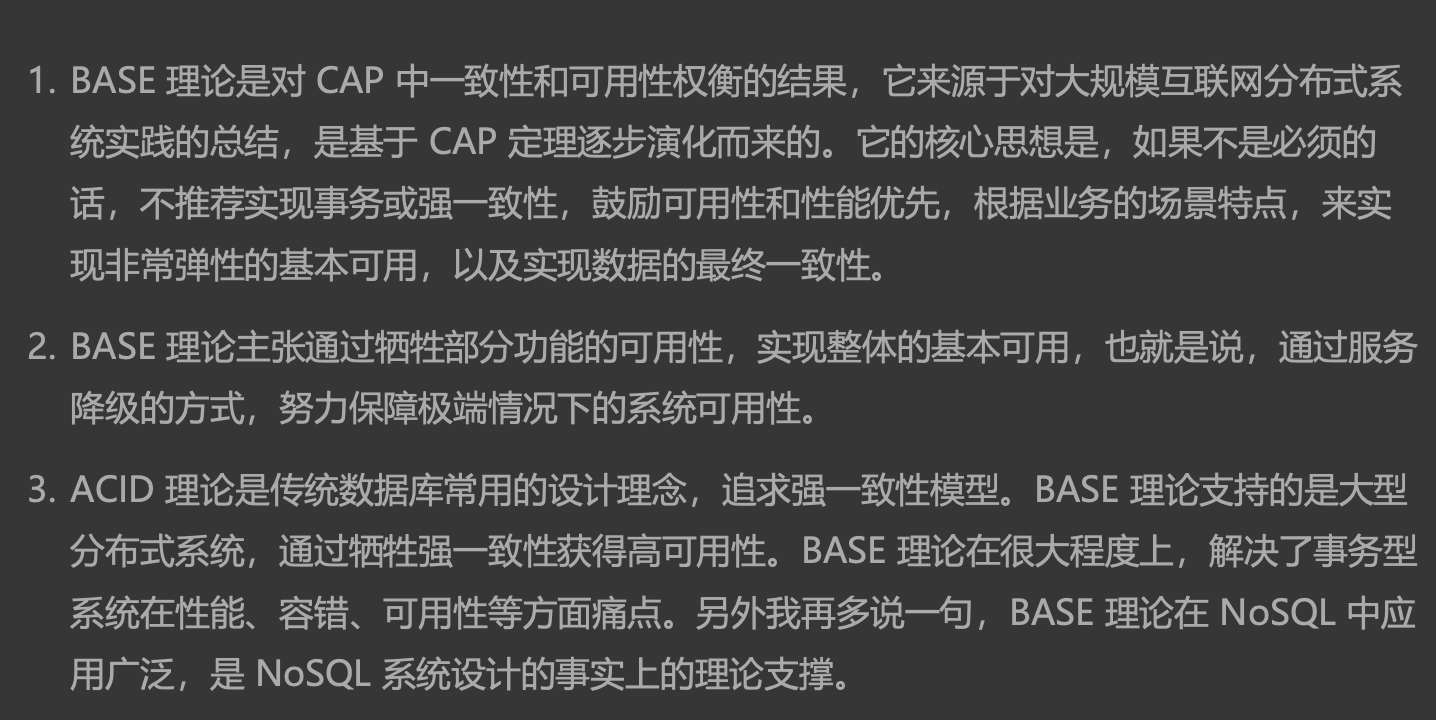 1. BASE 理论是对 CAP 中一致性和可用性权衡的结果，它来源于对大规模互联网分布式系
统实践的总结，是基于 CAP 定理逐步演化而来的。它的核心思想是，如果不是必须的
话，不推荐实现事务或强一致性，鼓励可用性和性能优先，根据业务的场景特点，来实
现非常弹性的基本可用，以及实现数据的最终一致性。
2. BASE 理论主张通过牺牲部分功能的可用性，实现整体的基本可用，也就是说，通过服务
降级的方式，努力保障极端情况下的系统可用性。
3. ACID 理论是传统数据库常用的设计理念，追求强一致性模型。BASE 理论支持的是大型
分布式系统，通过牺牲强一致性获得高可用性。BASE 理论在很大程度上，解决了事务型
系统在性能、容错、可用性等方面痛点。另外我再多说一句，BASE 理论在 NoSQL 中应
用广泛，是 NoSQL 系统设计的事实上的理论支撑。